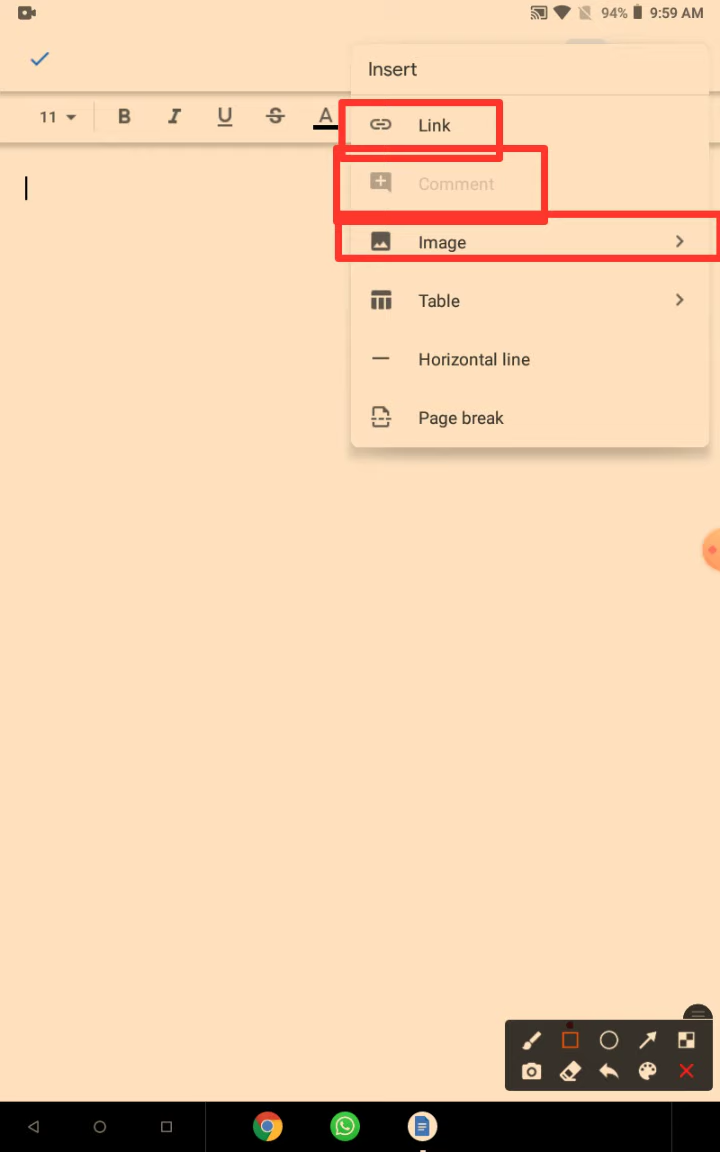 94% 9:59 AM
Insert
11 B I U S A
Link
Comment
Image
Table
Horizontal line
Page break